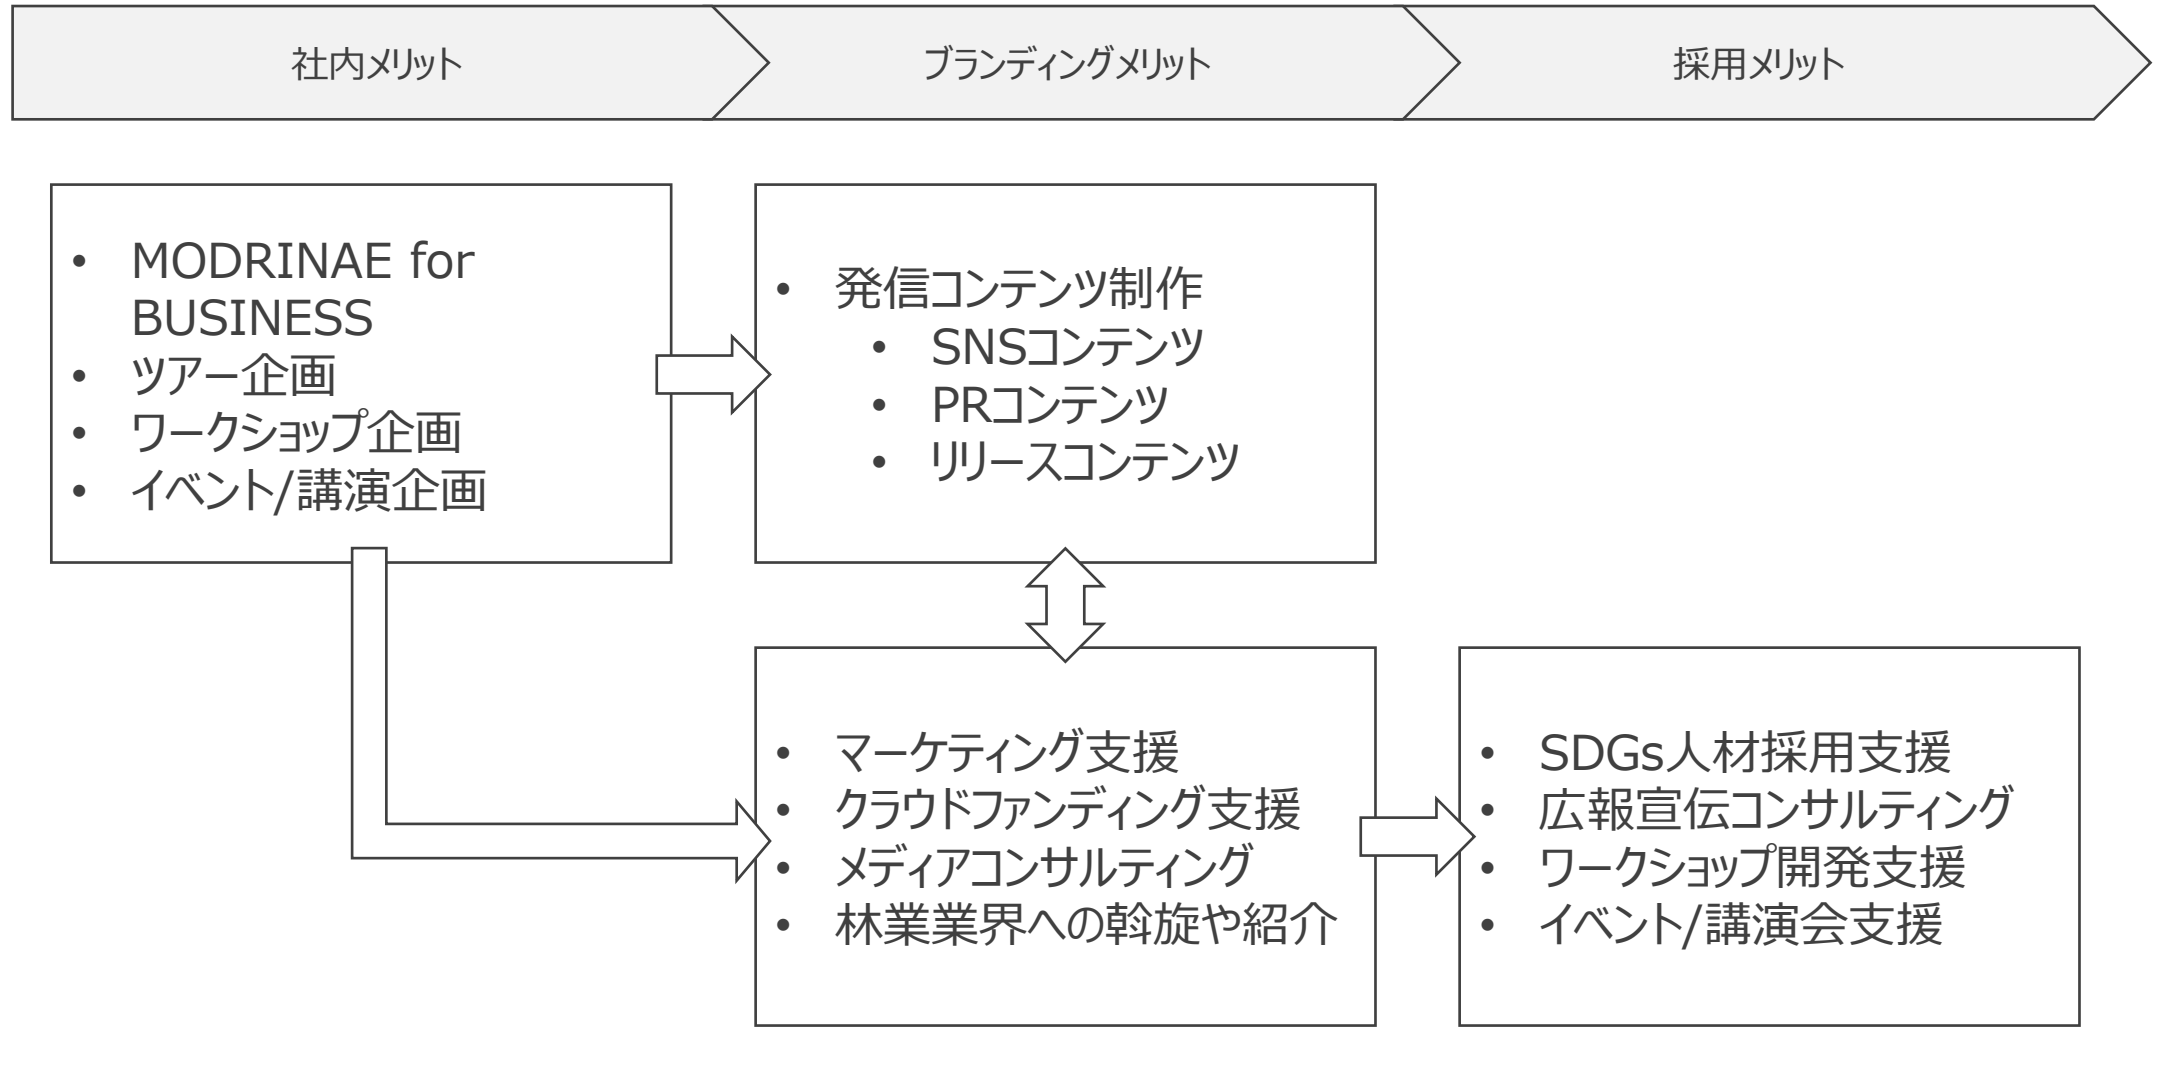 社内メリット
ブランディングメリット
採用メリット
• MODRINAE for
BUSINESS
• ツアー企画
• ワークショップ企画
• イベント/講演企画
• 発信コンテンツ制作
• SNSコンテンツ
• PRコンテンツ
• リリースコンテンツ
• マーケティング支援
• クラウドファンディング支援
• メディアコンサルティング
• 林業業界への斡旋や紹介
• SDGs人材採用支援
• 広報宣伝コンサルティング
• ワークショップ開発支援
• イベント/講演会支援